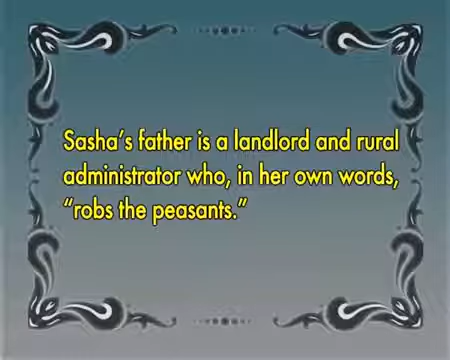 Sasha's father is a landlord and rural
administrator who, in her own words,
“robs the peasants.”